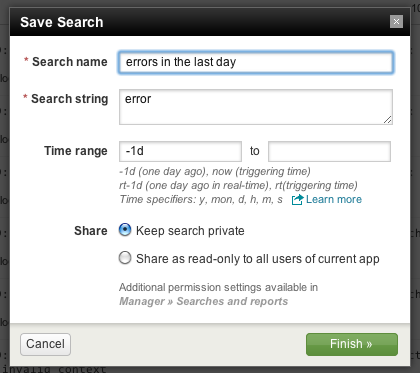 Save Search
* Search name errors in the last day
* Search string error
Time range -1d to
-1d (one day ago), now (triggering time)
rt-1d (one day ago in real-time), rt(triggering time)
Time specifiers: y, mon, d, h, m, s Learn more
Share Keep search private
Share as read-only to all users of current app
Additional permission settings available in
Manager » Searches and reports
Cancel Finish »
invalid context